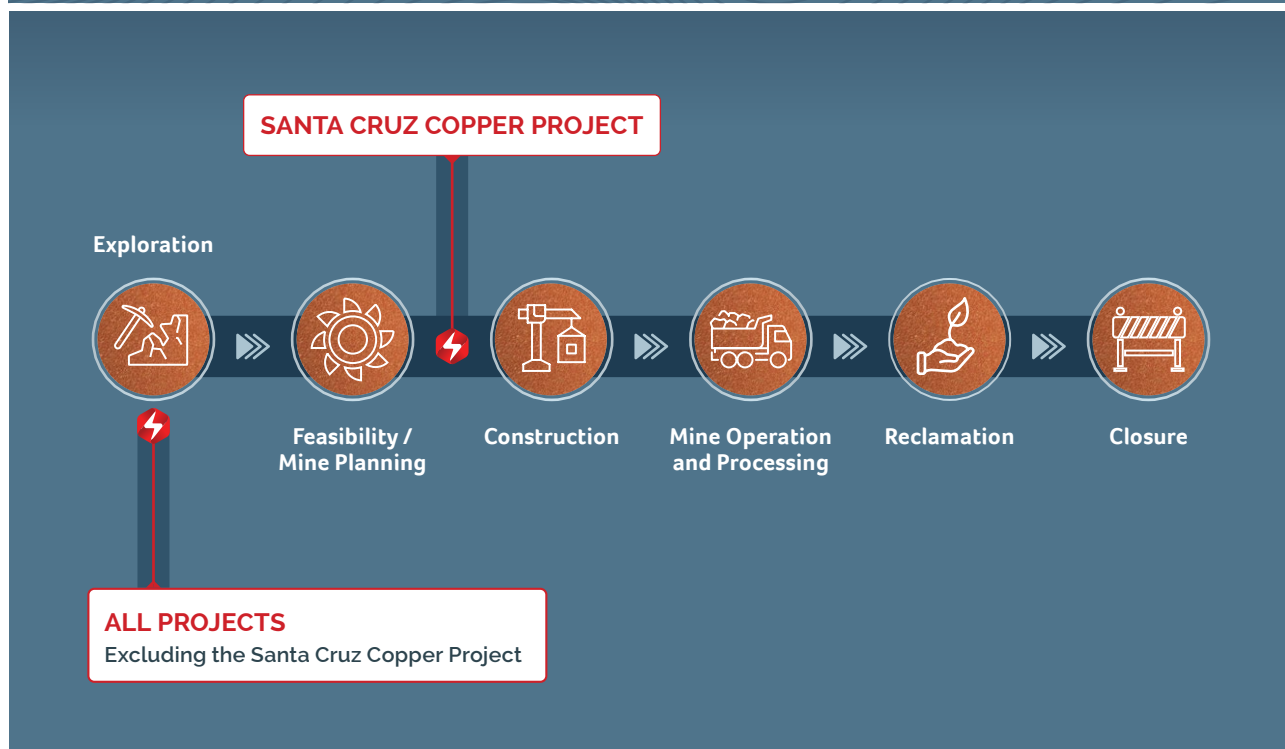 SANTA CRUZ COPPER PROJECT
Exploration
Feasibility /
Mine Planning
Construction
Mine Operation
and Processing
Reclamation
Closure
ALL PROJECTS
Excluding the Santa Cruz Copper Project